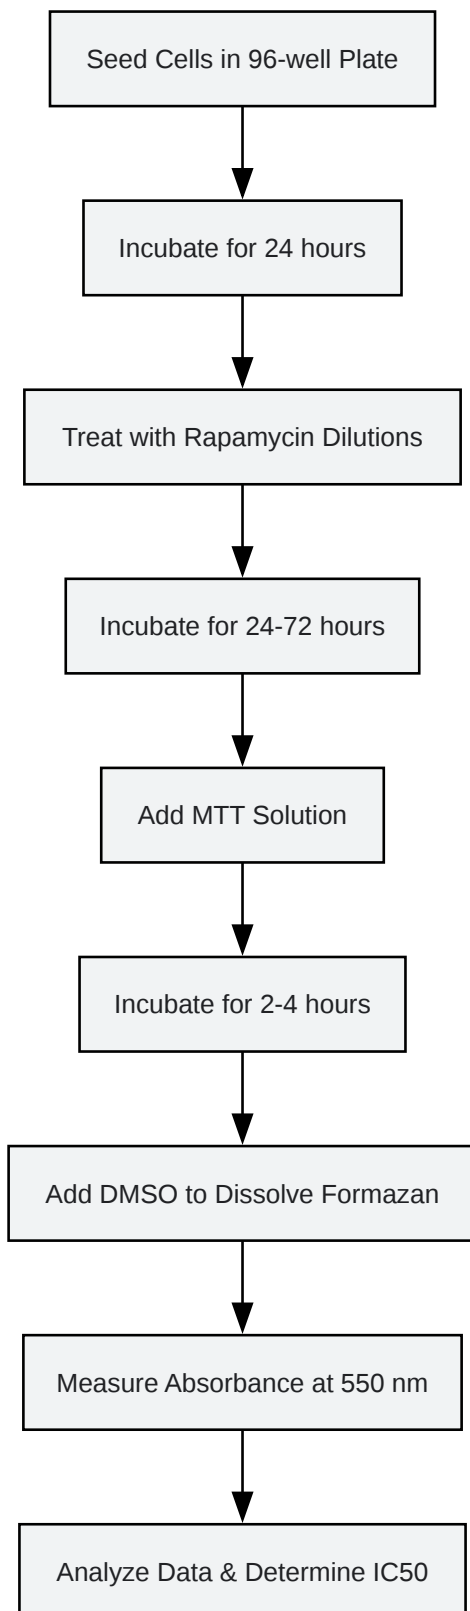 Seed Cells in 96-well Plate
Incubate for 24 hours
Treat with Rapamycin Dilutions
Incubate for 24-72 hours
Add MTT Solution
Incubate for 2-4 hours
Add DMSO to Dissolve Formazan
Measure Absorbance at 550 nm
Analyze Data & Determine IC50